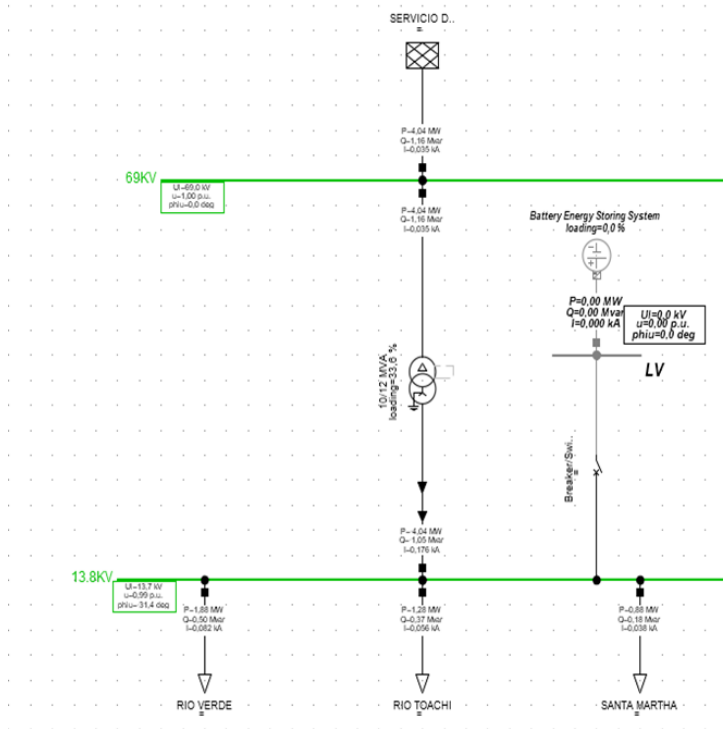 SERVICIO D..
P=4,04 MW
Q=1,16 Mvar
I=0,035 kA
69KV
Ul=69,0 kV
u=1,00 p.u.
phiu=0,0 deg
P=4,04 MW
Q=1,16 Mvar
I=0,035 kA
Battery Energy Storing System
loading=0,0 %
P=0,00 MW
Q=0,00 Mvar
I=0,000 kA
Ul=0,0 kV
u=0,00 p.u.
phiu=0,0 deg
LV
10/12 MVA
loading=33,6 %
Breaker/Swi...
P=-4,04 MW
Q=-1,05 Mvar
I=0,176 kA
13.8KV
Ul=13,7 kV
u=0,99 p.u.
phiu=-31,4 deg
P=1,88 MW
Q=0,50 Mvar
I=0,082 kA
P=1,28 MW
Q=0,37 Mvar
I=0,056 kA
P=0,88 MW
Q=0,18 Mvar
I=0,038 kA
RIO VERDE
RIO TOACHI
SANTA MARTHA